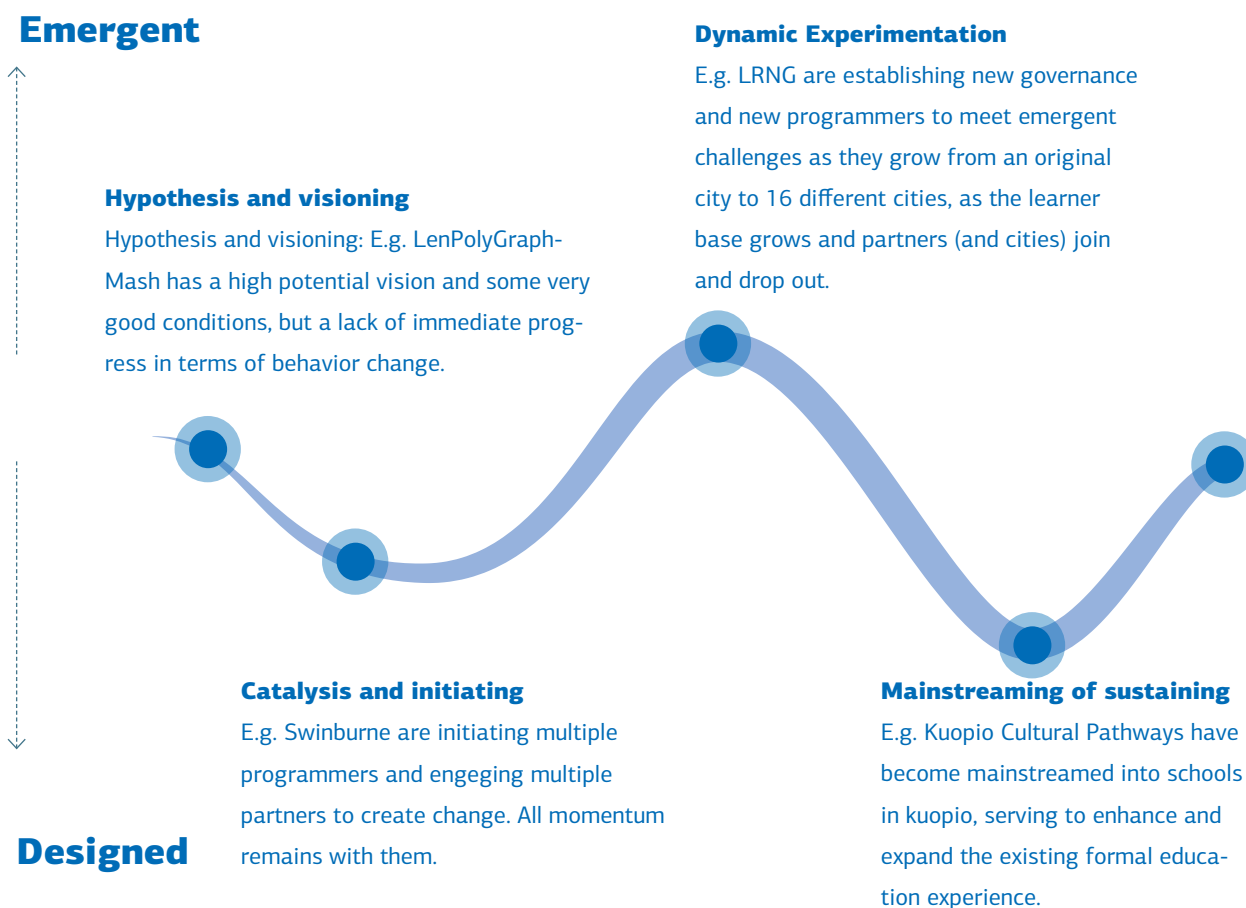 Emergent
Hypothesis and visioning
Hypothesis and visioning: E.g. LenPolyGraph-
Mash has a high potential vision and some very
good conditions, but a lack of immediate prog-
ress in terms of behavior change.
Dynamic Experimentation
E.g. LRNG are establishing new governance
and new programmers to meet emergent
challenges as they grow from an original
city to 16 different cities, as the learner
base grows and partners (and cities) join
and drop out.
Catalysis and initiating
E.g. Swinburne are initiating multiple
programmers and engeging multiple
partners to create change. All momentum
remains with them.
Mainstreaming of sustaining
E.g. Kuopio Cultural Pathways have
become mainstreamed into schools
in kuopio, serving to enhance and
expand the existing formal educa-
tion experience.
Designed